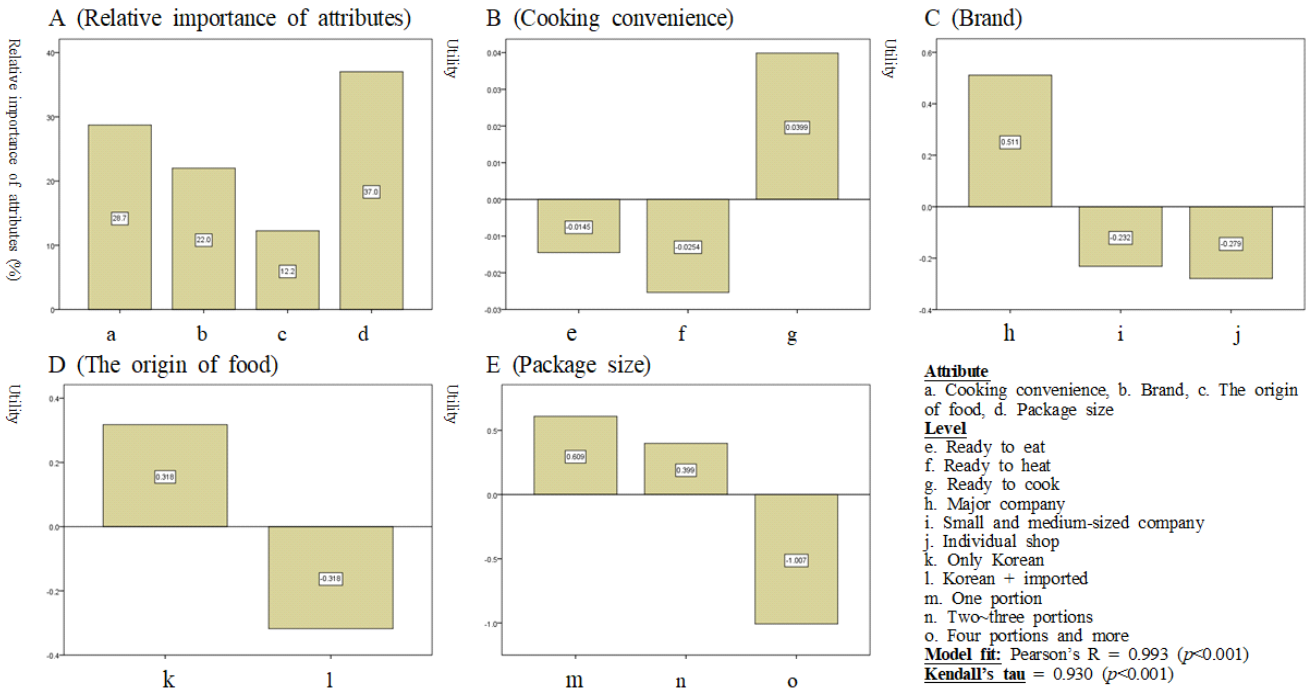 A (Relative importance of attributes)
Relative importance of attributes (%)
40
30
20
10
0
28.7
22.0
12.2
37.0
a b c d
B (Cooking convenience)
Utility
0.04
0.03
0.02
0.01
0.00
-0.01
-0.02
-0.03
-0.0145
-0.0254
0.0399
e f g
C (Brand)
Utility
0.6
0.4
0.2
0.0
-0.2
-0.4
0.511
-0.232
-0.279
h i j
D (The origin of food)
Utility
0.4
0.2
0.0
-0.2
-0.4
0.318
-0.318
k l
E (Package size)
Utility
0.5
0.0
-0.5
-1.0
0.609
0.399
-1.007
m n o
Attribute
a. Cooking convenience, b. Brand, c. The origin
of food, d. Package size
Level
e. Ready to eat
f. Ready to heat
g. Ready to cook
h. Major company
i. Small and medium-sized company
j. Individual shop
k. Only Korean
l. Korean + imported
m. One portion
n. Two~three portions
o. Four portions and more
Model fit: Pearson's R = 0.993 (p<0.001)
Kendall's tau = 0.930 (p<0.001)